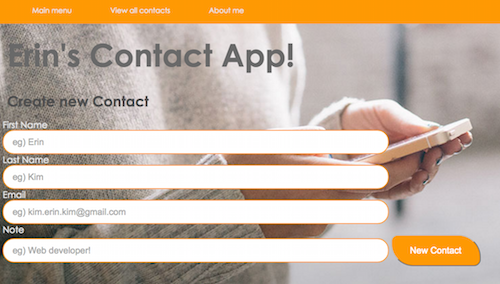 Main menu View all contacts About me
Erin's Contact App!
Create new Contact
First Name
eg) Erin
Last Name
eg) Kim
Email
eg) kim.erin.kim@gmail.com
Note
eg) Web developer!
New Contact